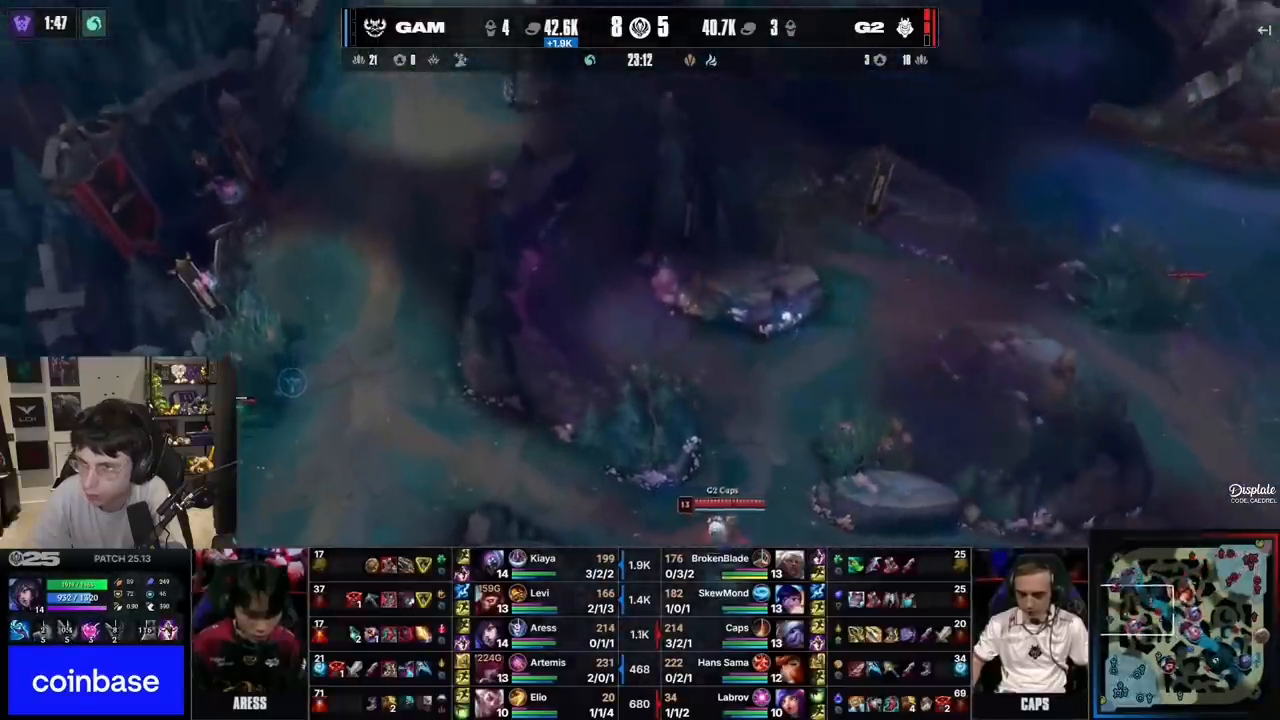 1:47
GAM 4 42.6K 8 5 40.7K 3 G2
+1.9K
21 0 23:12 3 18
G2 Caps
13
Displate
CODE: CAEDREL
25 PATCH 25.13
14
coinbase
ARESS
17 14 Kiaya 199 3/2/2 1.9K 176 0/3/2 BrokenBlade 13 25
37 13 Levi 166 2/1/3 1.4K 182 1/0/1 SkewMond 13 25
17 14 Aress 214 0/1/1 1.1K 214 3/2/1 Caps 13 20
21 13 Artemis 231 2/0/1 468 222 0/2/1 Hans Sama 12 34
71 10 Elio 20 1/1/4 680 34 1/1/2 Labrov 10 69
CAPS